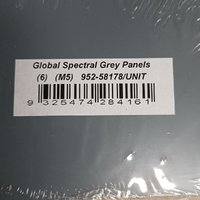 Global Spectral Grey Panels
(6) (M5) 952-58178/UNIT
9 325474 284161